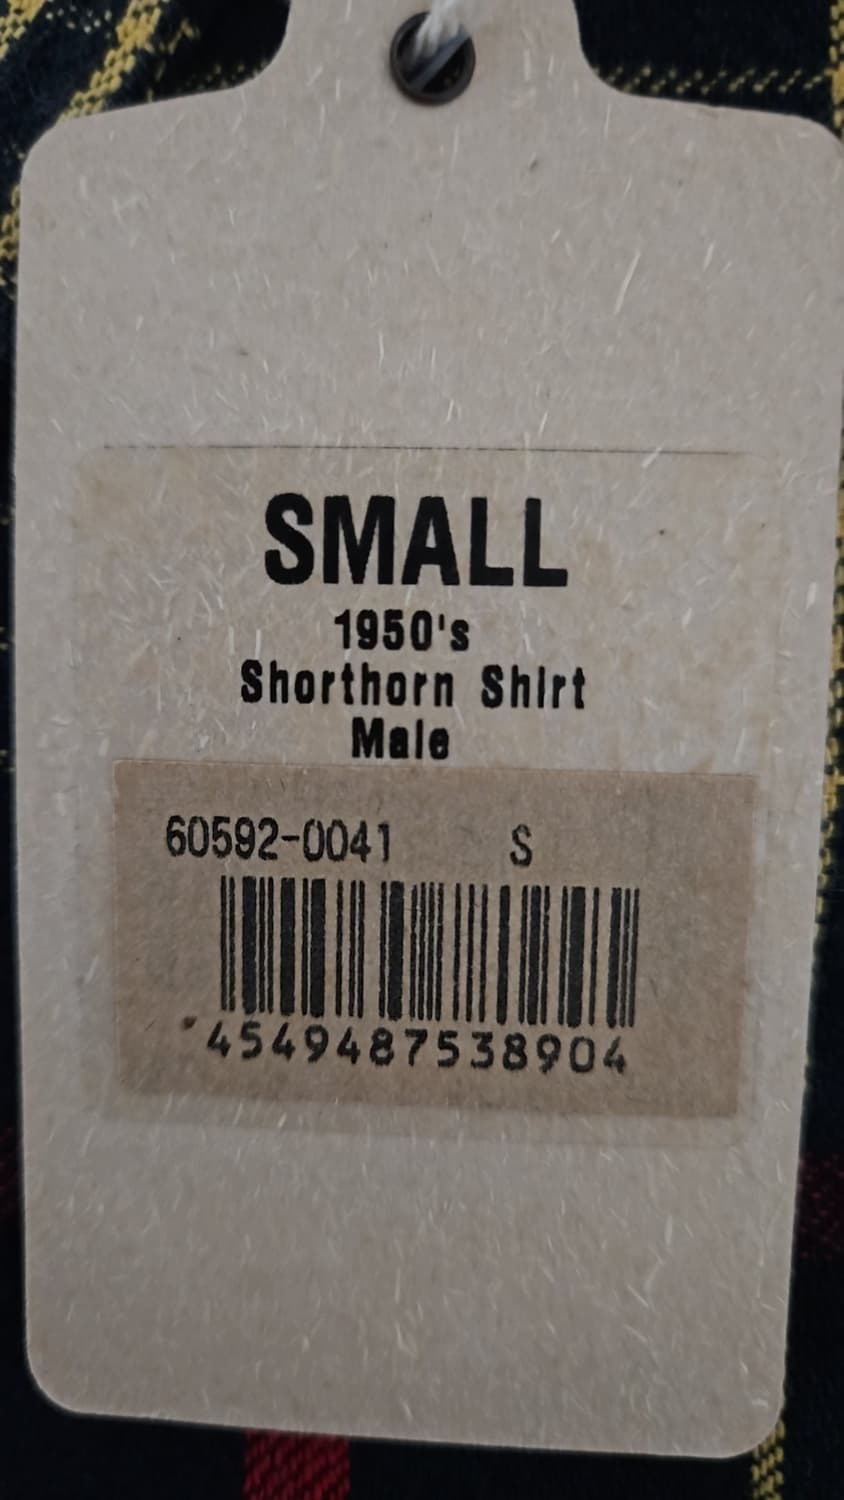 SMALL
1950's
Shorthorn Shirt
Male
60592-0041 S
4549487538904